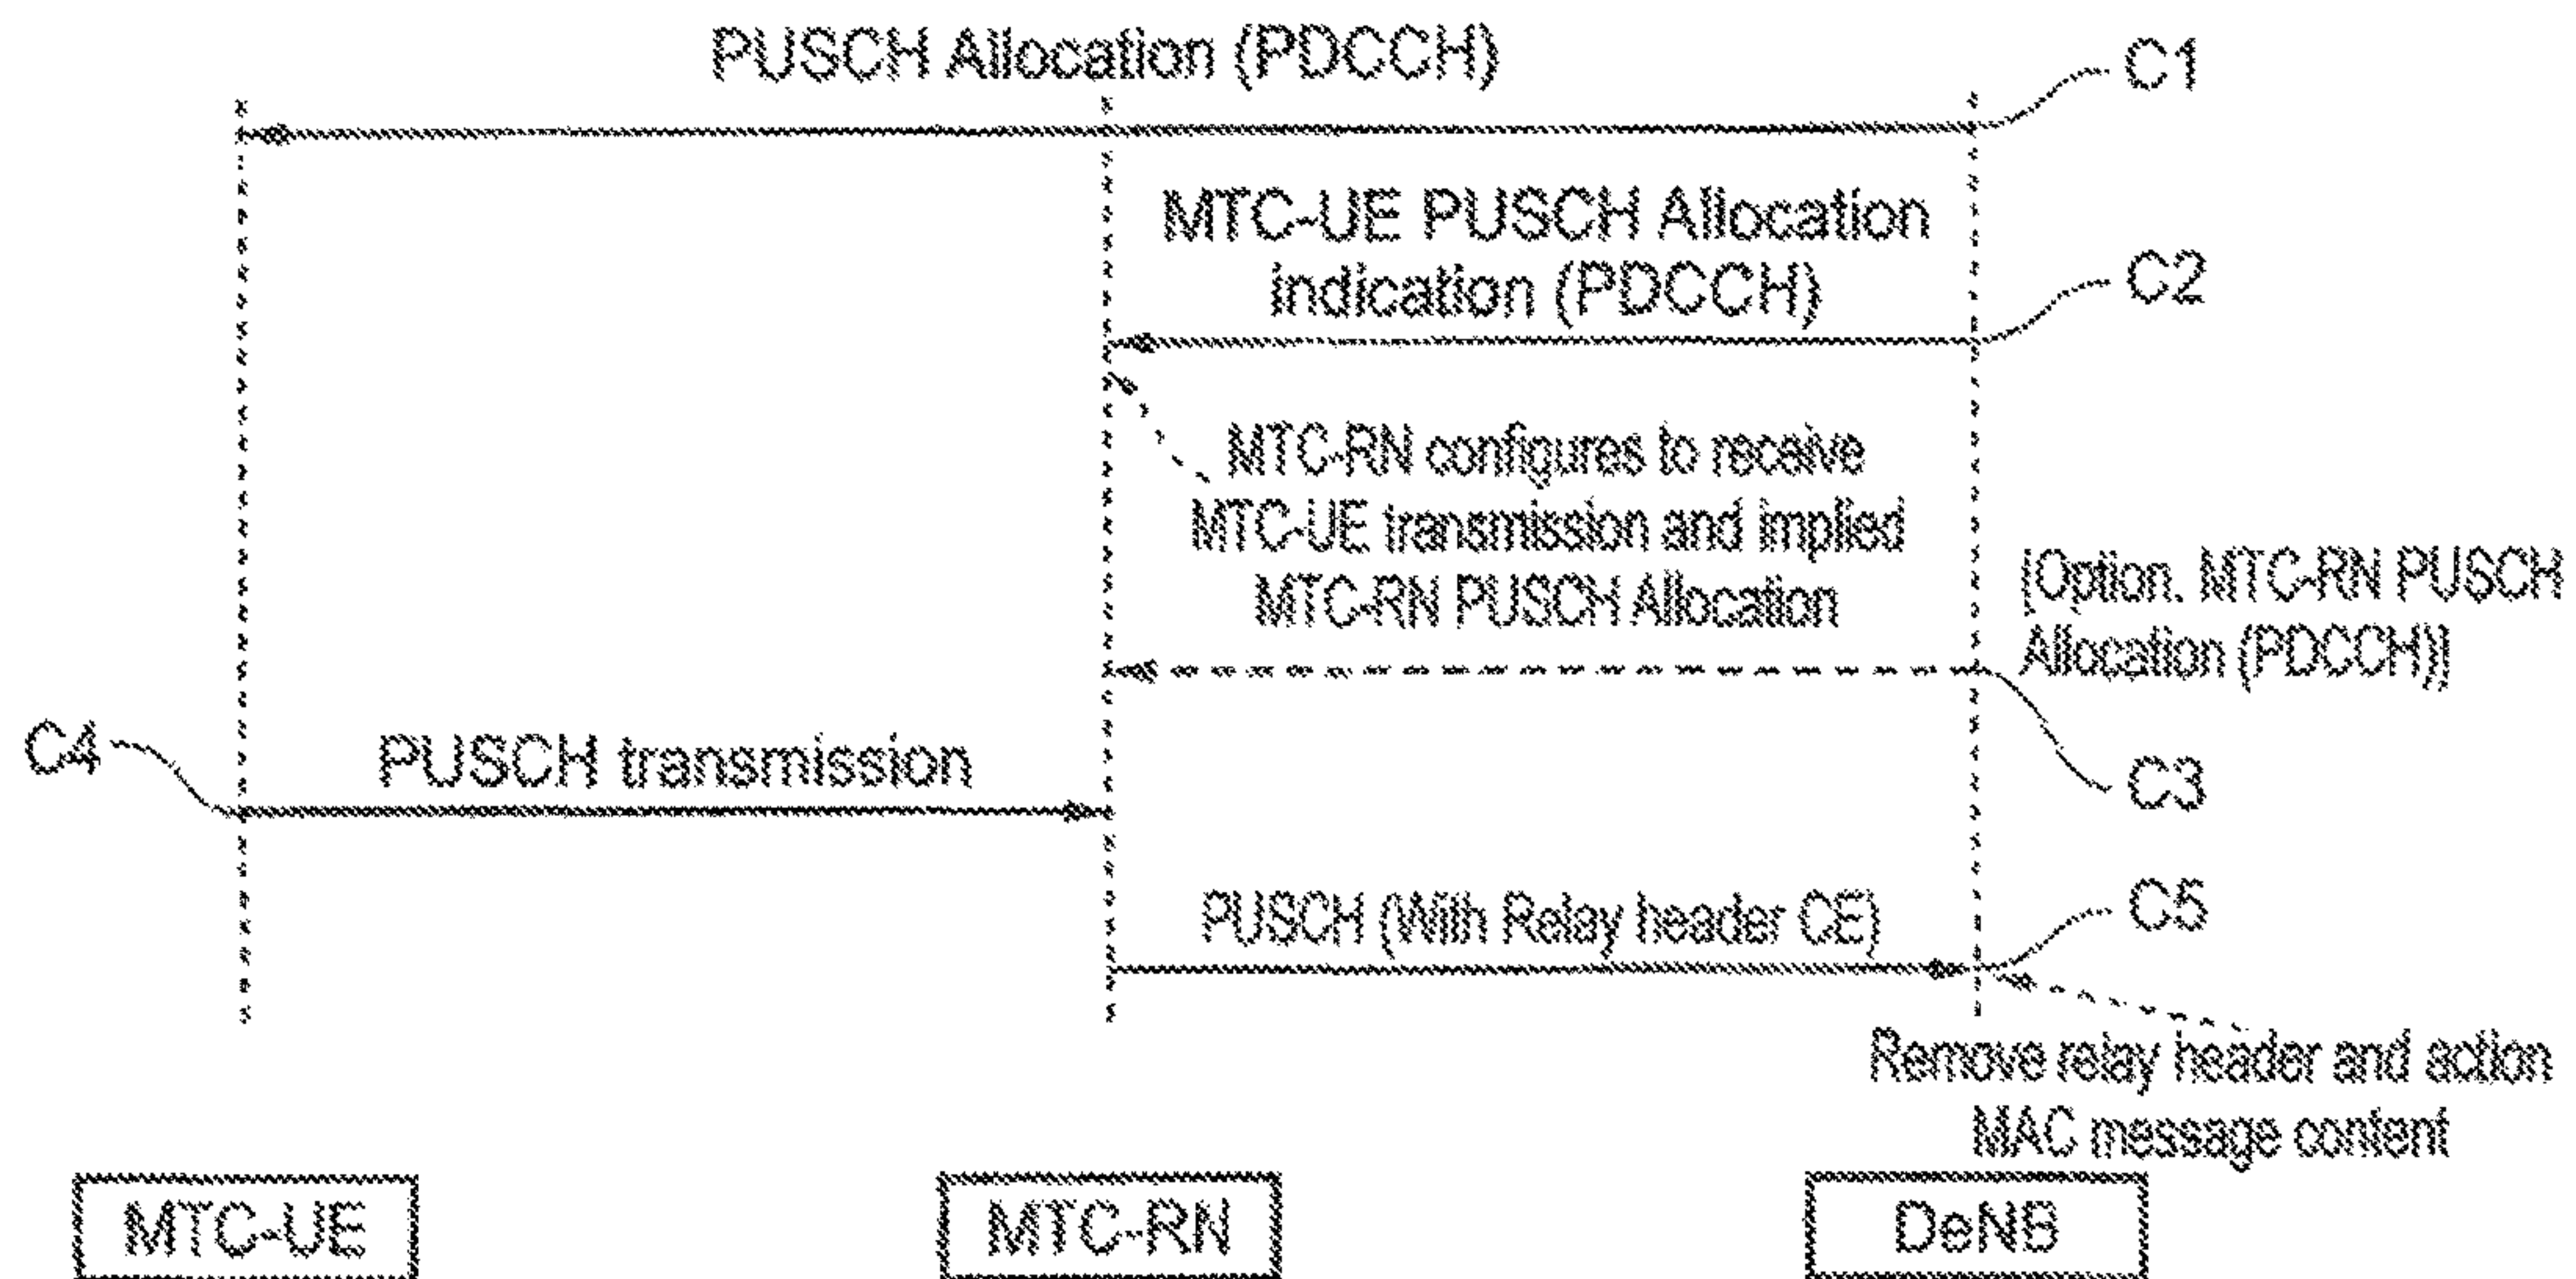 PUSCH Allocation (PDCCH)
C1
MTC-UE PUSCH Allocation
indication (PDCCH)
C2
MTC-RN configures to receive
MTC-UE transmission and implied
MTC-RN PUSCH Allocation
[Option. MTC-RN PUSCH
Allocation (PDCCH)]
C3
C4
PUSCH transmission
PUSCH (With Relay header CE)
C5
Remove relay header and action
MAC message content
MTC-UE
MTC-RN
DeNB